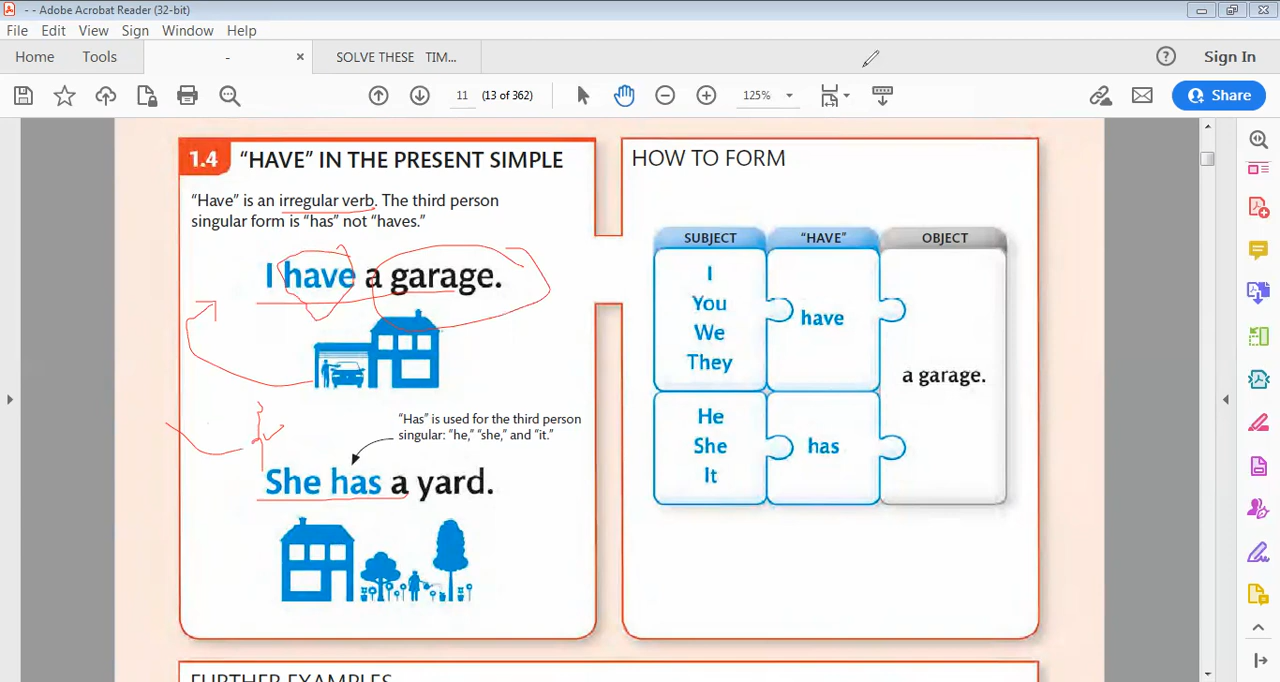 - - Adobe Acrobat Reader (32-bit)
File Edit View Sign Window Help
Home Tools - × SOLVE THESE TIM... ? Sign In
11 (13 of 362) 125% Share
1.4 "HAVE" IN THE PRESENT SIMPLE
"Have" is an irregular verb. The third person
singular form is "has" not "haves."
I have a garage.
"Has" is used for the third person
singular: "he," "she," and "it."
She has a yard.
HOW TO FORM
SUBJECT "HAVE" OBJECT
I
You
We
They
have
a garage.
He
She
It
has
FURTHER EXAMPLES